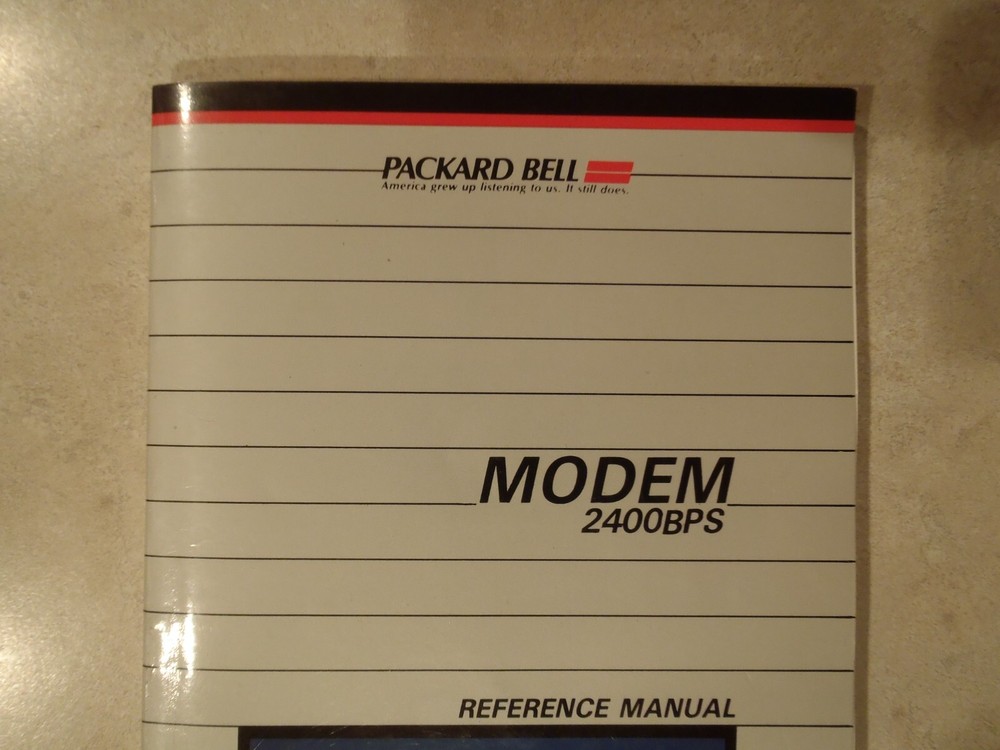 PACKARD BELL
America grew up listening to us. It still does.
MODEM
2400BPS
REFERENCE MANUAL